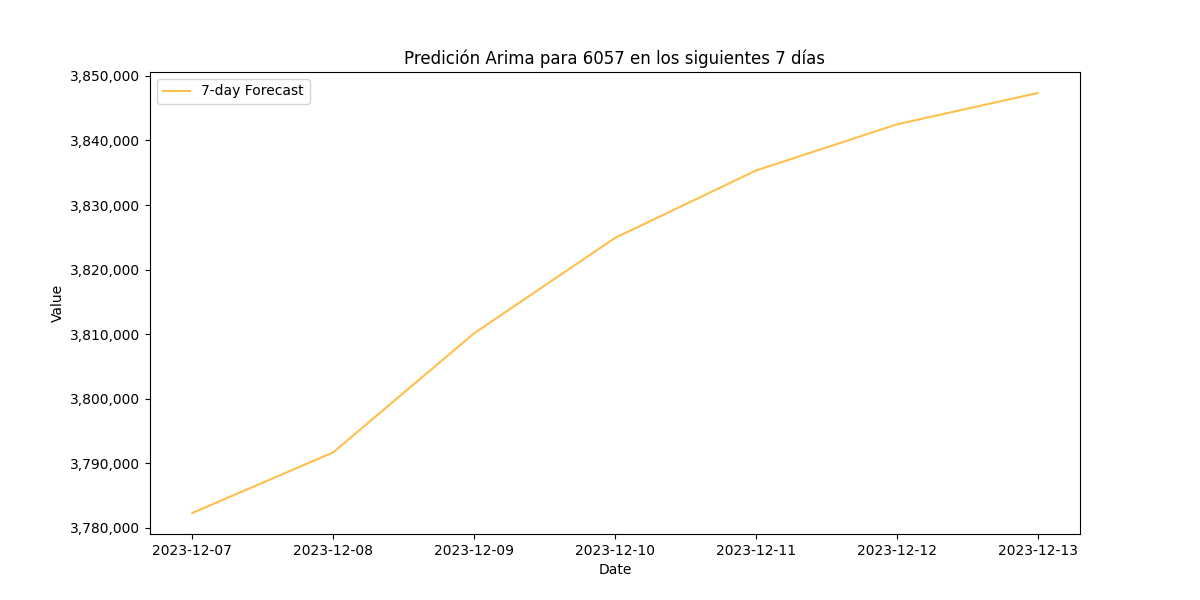 Predición Arima para 6057 en los siguientes 7 días
7-day Forecast
3,850,000
3,840,000
3,830,000
3,820,000
3,810,000
3,800,000
3,790,000
3,780,000
Value
2023-12-07 2023-12-08 2023-12-09 2023-12-10 2023-12-11 2023-12-12 2023-12-13
Date